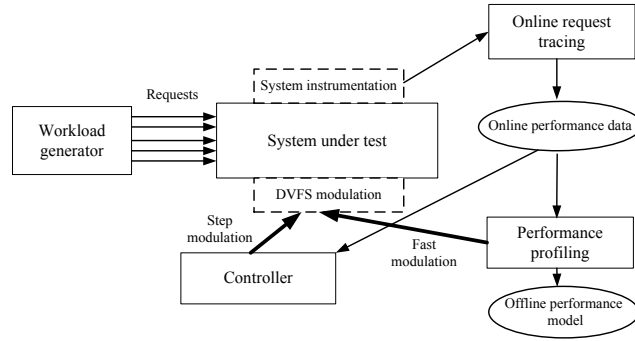 Online request
tracing
System instrumentation
Requests
Workload
generator
System under test
Online performance data
DVFS modulation
Step
modulation
Fast
modulation
Performance
profiling
Controller
Offline performance
model